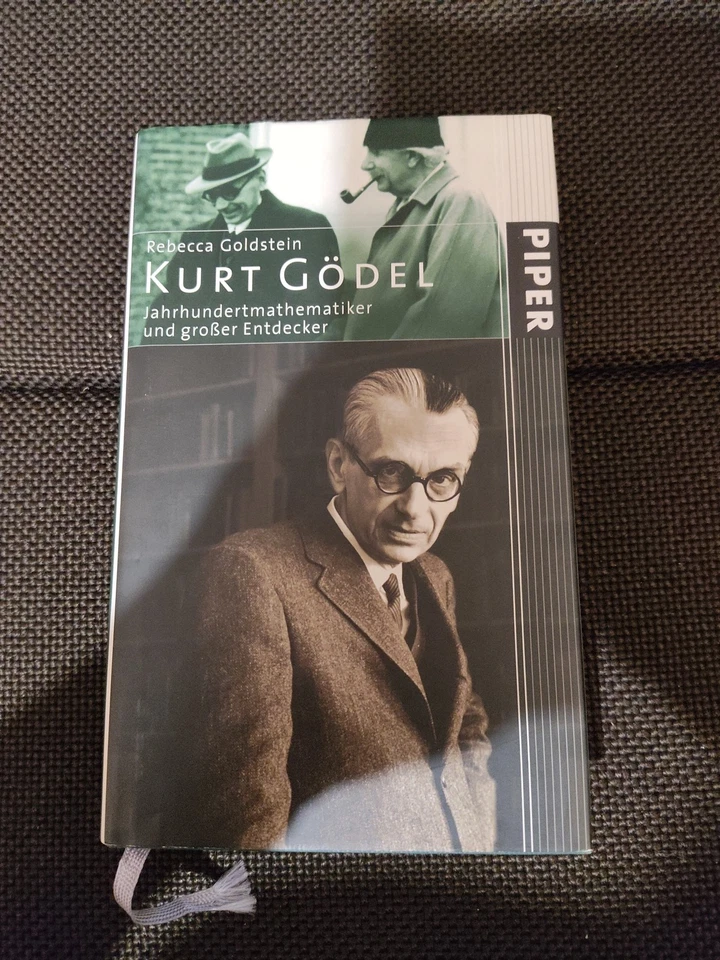 Rebecca Goldstein
KURT GÖDEL
Jahrhundertmathematiker
und großer Entdecker
PIPER